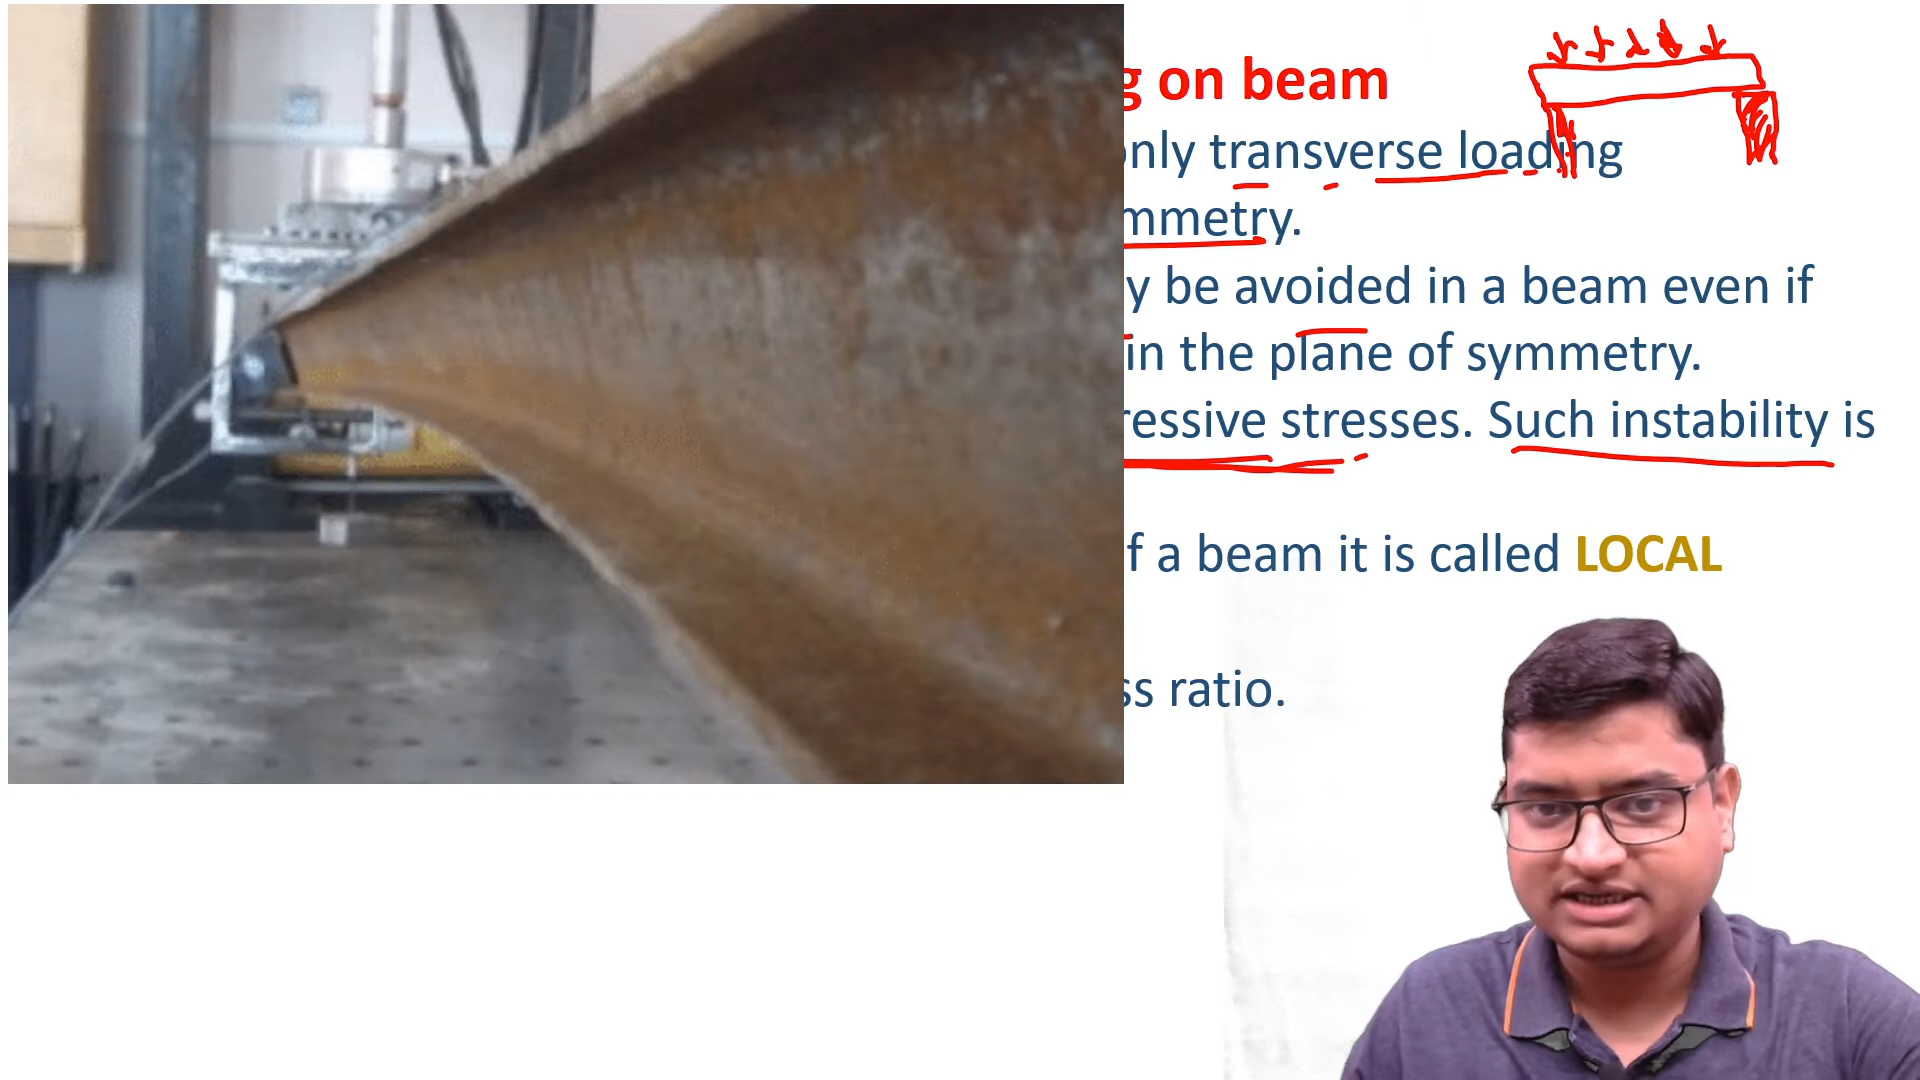 on beam
only transverse loading
mmetry.
y be avoided in a beam even if
in the plane of symmetry.
ressive stresses. Such instability is
f a beam it is called LOCAL
ss ratio.